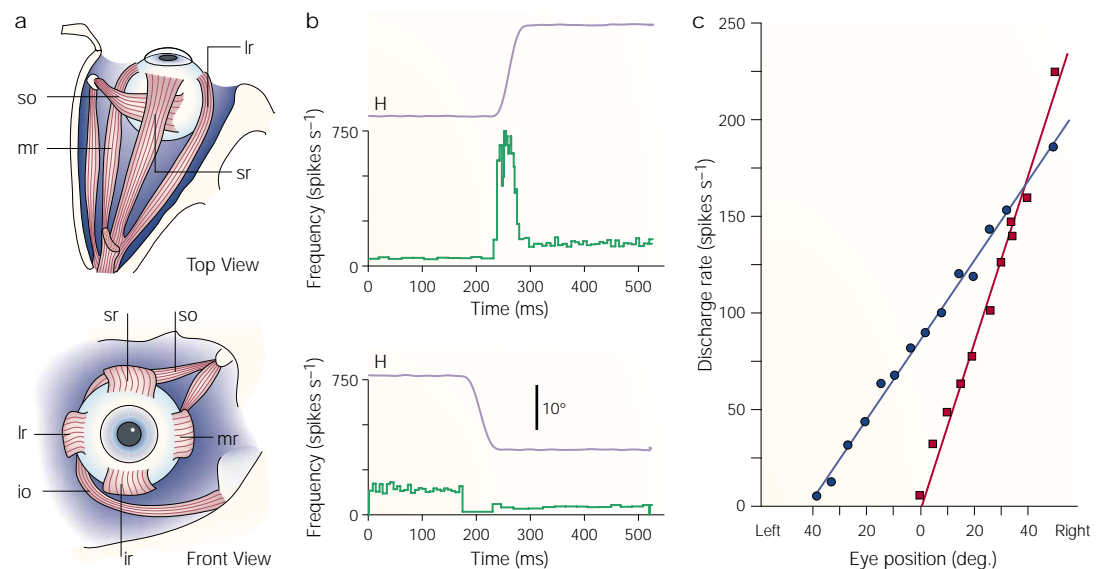 a
lr
so
mr
sr
Top View
sr
so
lr
mr
io
ir
Front View
b
H
Frequency (spikes s–1)
750
0
0
100
200
300
400
500
Time (ms)
H
Frequency (spikes s–1)
750
10°
0
0
100
200
300
400
500
Time (ms)
c
Discharge rate (spikes s–1)
250
200
150
100
50
0
Left
40
20
0
20
40
Right
Eye position (deg.)